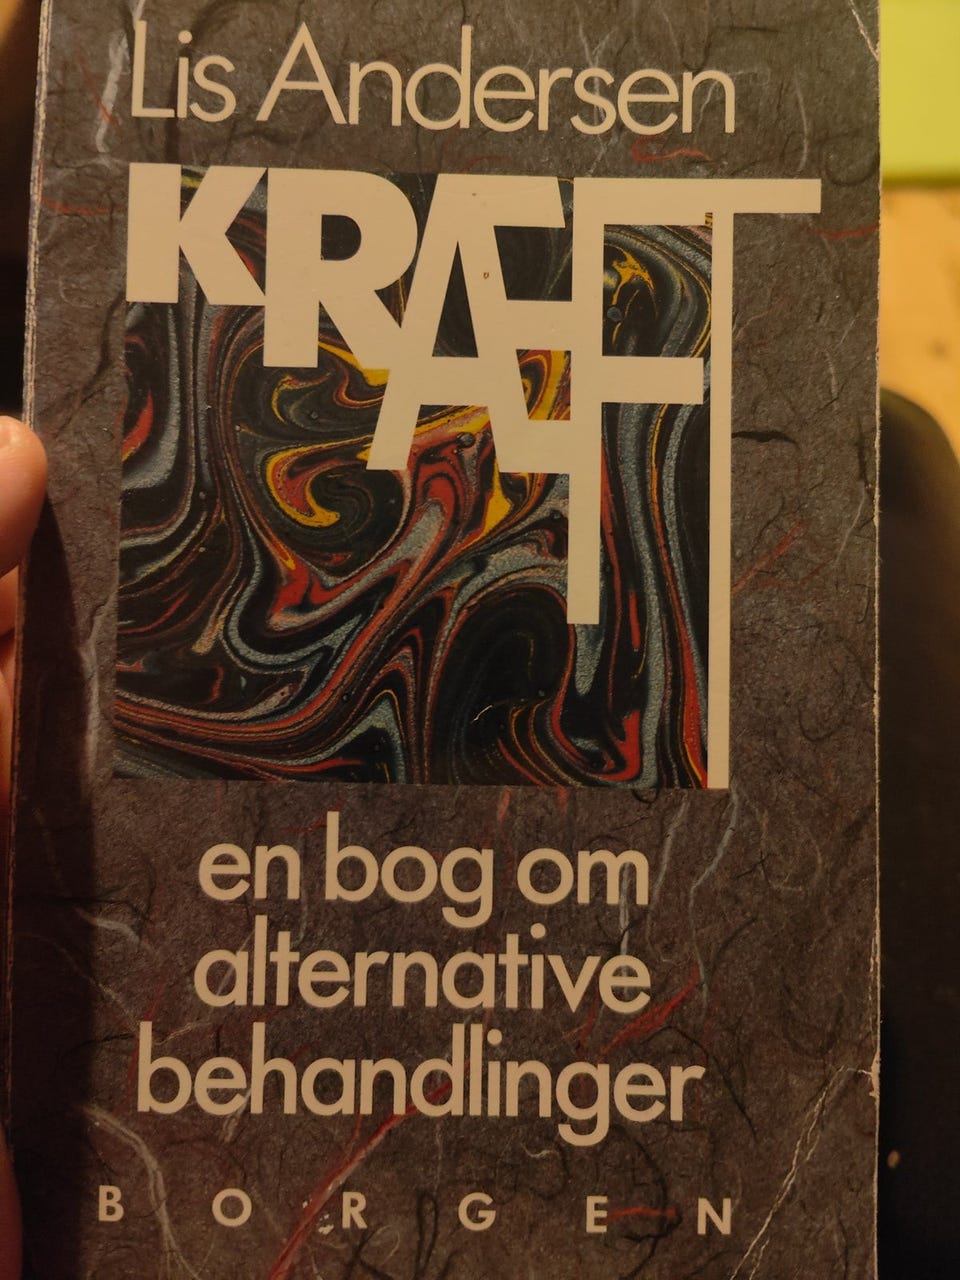 Lis Andersen
KRÆFT
en bog om
alternative
behandlinger
BORGEN